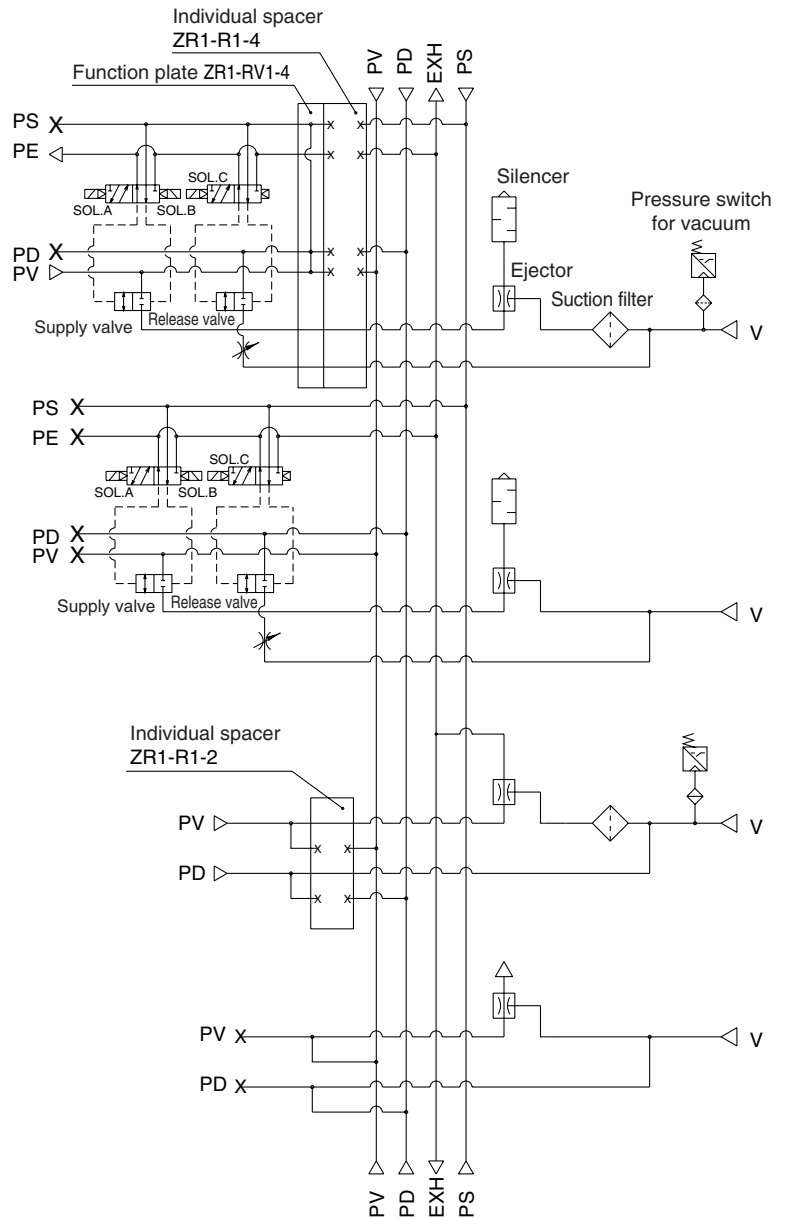 Individual spacer
ZR1-R1-4
Function plate ZR1-RV1-4
PV
PD
EXH
PS
PS X
PE
SOL.A
SOL.B
SOL.C
PD X
PV
Supply valve
Release valve
Silencer
Ejector
Suction filter
Pressure switch
for vacuum
V
PS X
PE X
SOL.A
SOL.B
SOL.C
PD X
PV X
Supply valve
Release valve
V
Individual spacer
ZR1-R1-2
PV
PD
V
PV X
PD X
V
PV
PD
EXH
PS